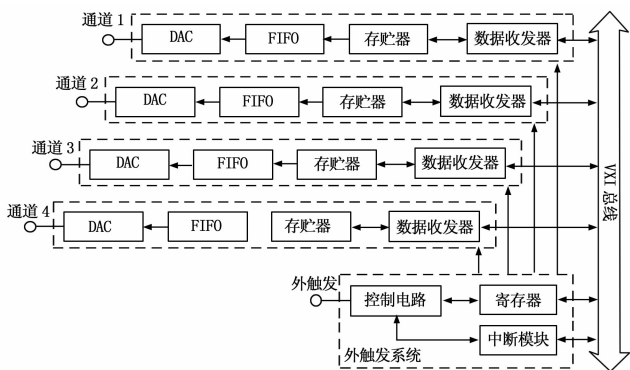 通道 1
DAC
FIFO
存贮器
数据收发器
通道 2
DAC
FIFO
存贮器
数据收发器
通道 3
DAC
FIFO
存贮器
数据收发器
通道 4
DAC
FIFO
存贮器
数据收发器
VXI 总线
外触发
控制电路
寄存器
中断模块
外触发系统